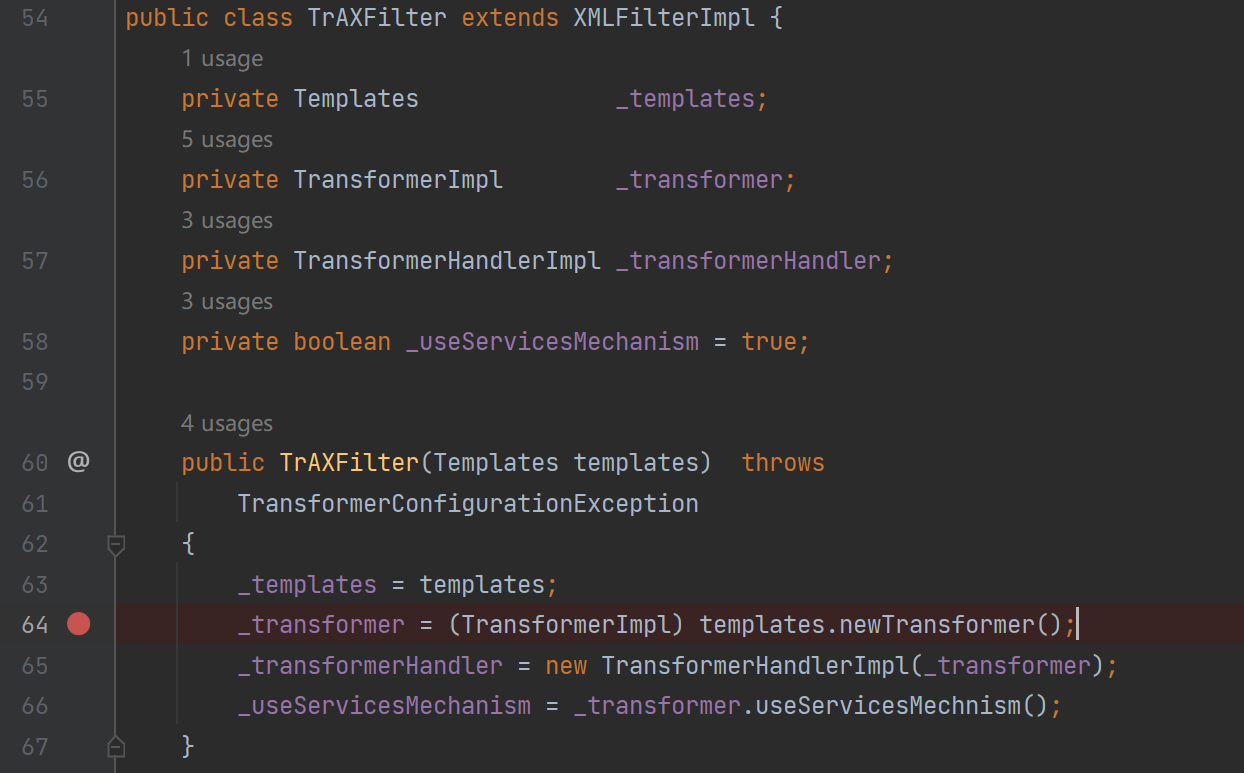 54 public class TrAXFilter extends XMLFilterImpl {
1 usage
55 private Templates _templates;
5 usages
56 private TransformerImpl _transformer;
3 usages
57 private TransformerHandlerImpl _transformerHandler;
3 usages
58 private boolean _useServicesMechanism = true;
59
4 usages
60 @ public TrAXFilter(Templates templates) throws
61 TransformerConfigurationException
62 {
63 _templates = templates;
64 _transformer = (TransformerImpl) templates.newTransformer();
65 _transformerHandler = new TransformerHandlerImpl(_transformer);
66 _useServicesMechanism = _transformer.useServicesMechnism();
67 }